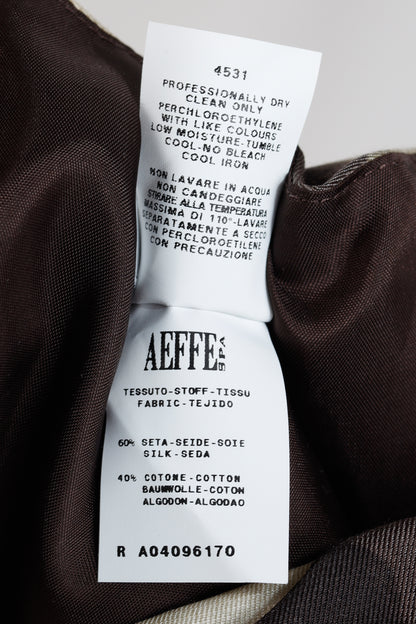 4531
PROFESSIONALLY DRY
CLEAN ONLY
PERCHLOROETHYLENE
WITH LIKE COLOURS
LOW MOISTURE-TUMBLE
COOL-NO BLEACH
COOL IRON
NON LAVARE IN ACQUA
NON CANDEGGIARE
STIRARE ALLA TEMPERATURA
MASSIMA DI 110°-LAVARE
SEPARATAMENTE A SECCO
CON PERCLOROETILENE
CON PRECAUZIONE
AEFFE SPA
TESSUTO-STOFF-TISSU
FABRIC-TEJIDO
60% SETA-SEIDE-SOIE
SILK-SEDA
40% COTONE-COTTON
BAUMWOLLE-COTON
ALGODON-ALGODAO
R A04096170